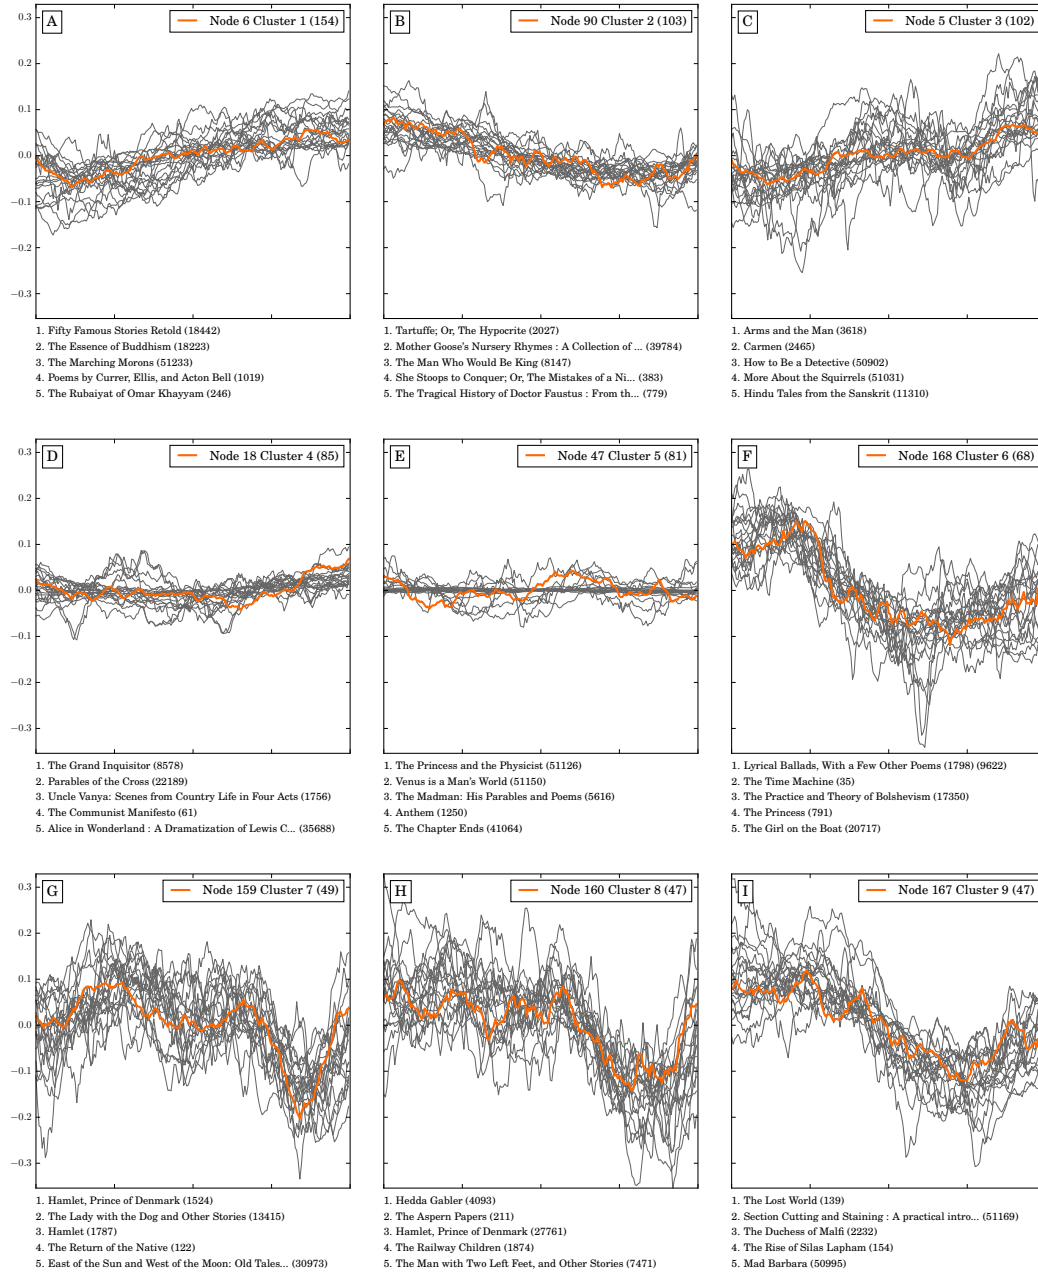 A
Node 6 Cluster 1 (154)
B
Node 90 Cluster 2 (103)
C
Node 5 Cluster 3 (102)
0.3
0.2
0.1
0.0
−0.1
−0.2
−0.3
1. Fifty Famous Stories Retold (18442)
2. The Essence of Buddhism (18223)
3. The Marching Morons (51233)
4. Poems by Currer, Ellis, and Acton Bell (1019)
5. The Rubaiyat of Omar Khayyam (246)
1. Tartuffe; Or, The Hypocrite (2027)
2. Mother Goose's Nursery Rhymes : A Collection of ... (39784)
3. The Man Who Would Be King (8147)
4. She Stoops to Conquer; Or, The Mistakes of a Ni... (383)
5. The Tragical History of Doctor Faustus : From th... (779)
1. Arms and the Man (3618)
2. Carmen (2465)
3. How to Be a Detective (50902)
4. More About the Squirrels (51031)
5. Hindu Tales from the Sanskrit (11310)
D
Node 18 Cluster 4 (85)
E
Node 47 Cluster 5 (81)
F
Node 168 Cluster 6 (68)
0.3
0.2
0.1
0.0
−0.1
−0.2
−0.3
1. The Grand Inquisitor (8578)
2. Parables of the Cross (22189)
3. Uncle Vanya: Scenes from Country Life in Four Acts (1756)
4. The Communist Manifesto (61)
5. Alice in Wonderland : A Dramatization of Lewis C... (35688)
1. The Princess and the Physicist (51126)
2. Venus is a Man's World (51150)
3. The Madman: His Parables and Poems (5616)
4. Anthem (1250)
5. The Chapter Ends (41064)
1. Lyrical Ballads, With a Few Other Poems (1798) (9622)
2. The Time Machine (35)
3. The Practice and Theory of Bolshevism (17350)
4. The Princess (791)
5. The Girl on the Boat (20717)
G
Node 159 Cluster 7 (49)
H
Node 160 Cluster 8 (47)
I
Node 167 Cluster 9 (47)
0.3
0.2
0.1
0.0
−0.1
−0.2
−0.3
1. Hamlet, Prince of Denmark (1524)
2. The Lady with the Dog and Other Stories (13415)
3. Hamlet (1787)
4. The Return of the Native (122)
5. East of the Sun and West of the Moon: Old Tales... (30973)
1. Hedda Gabler (4093)
2. The Aspern Papers (211)
3. Hamlet, Prince of Denmark (27761)
4. The Railway Children (1874)
5. The Man with Two Left Feet, and Other Stories (7471)
1. The Lost World (139)
2. Section Cutting and Staining : A practical intro... (51169)
3. The Duchess of Malfi (2232)
4. The Rise of Silas Lapham (154)
5. Mad Barbara (50995)